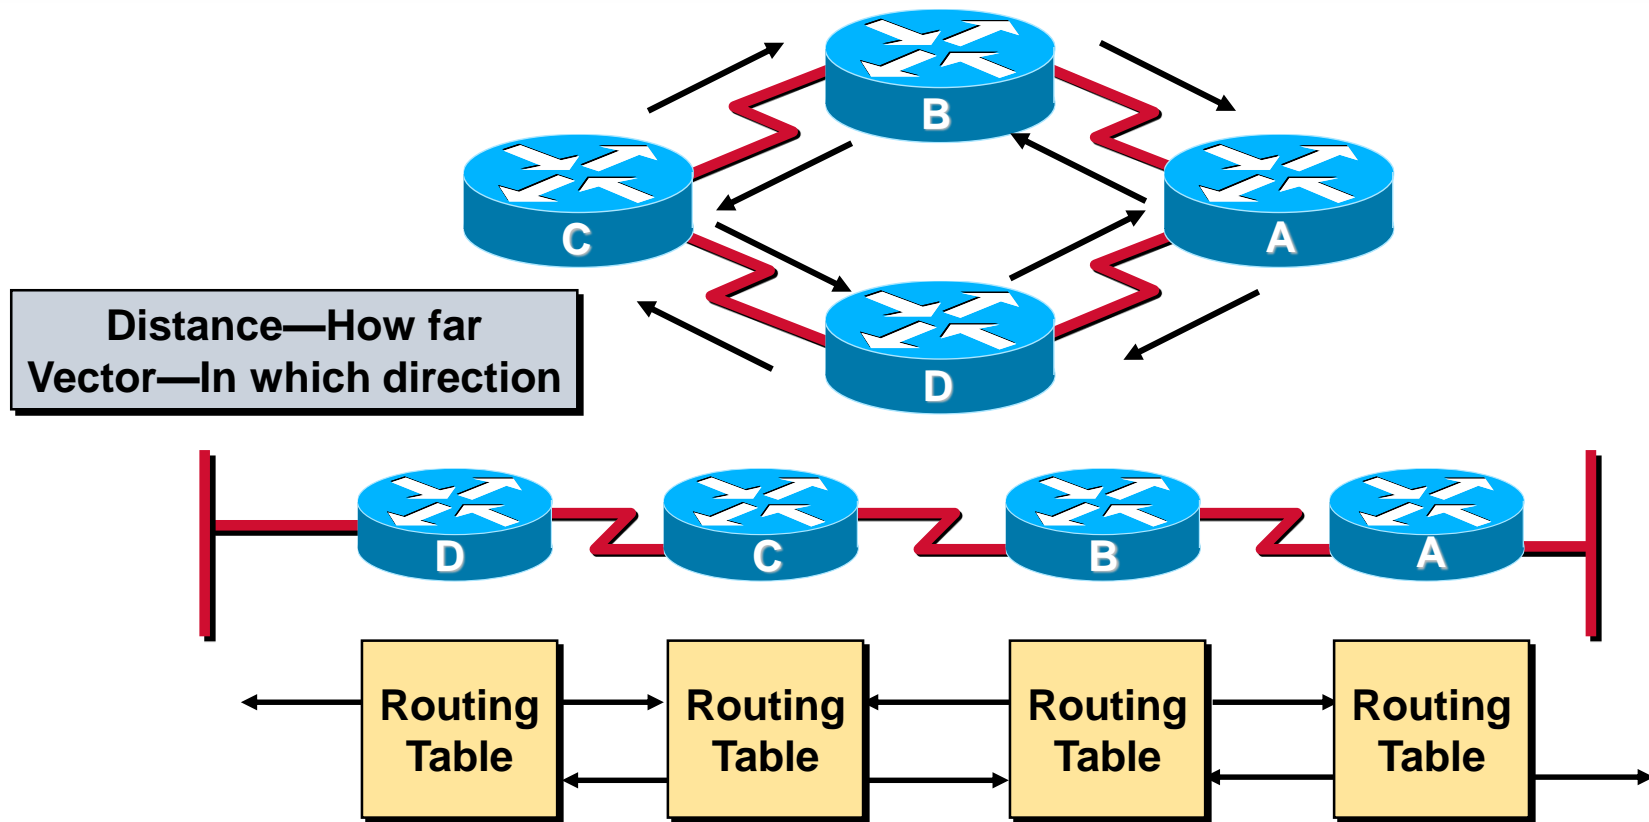 B
C
A
D
Distance—How far
Vector—In which direction
D
C
B
A
Routing
Table
Routing
Table
Routing
Table
Routing
Table